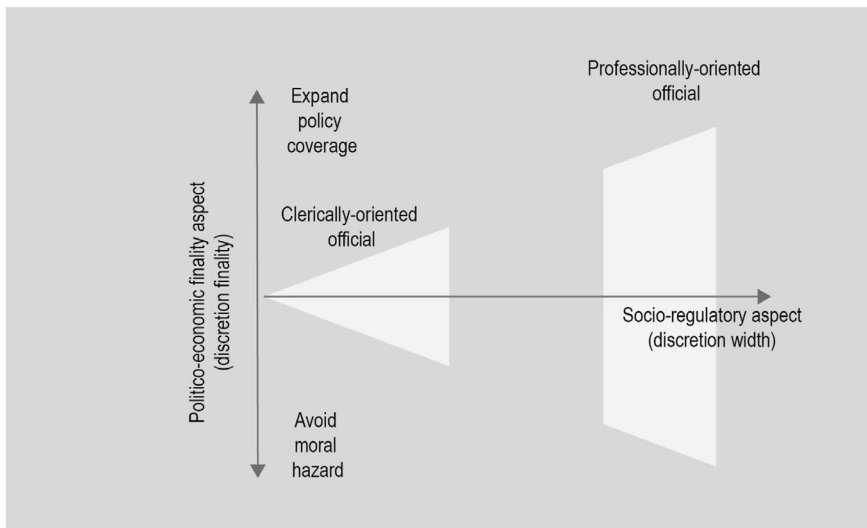 Professionally-oriented
official
Expand
policy
coverage
Clerically-oriented
official
Politico-economic finality aspect
(discretion finality)
Socio-regulatory aspect
(discretion width)
Avoid
moral
hazard